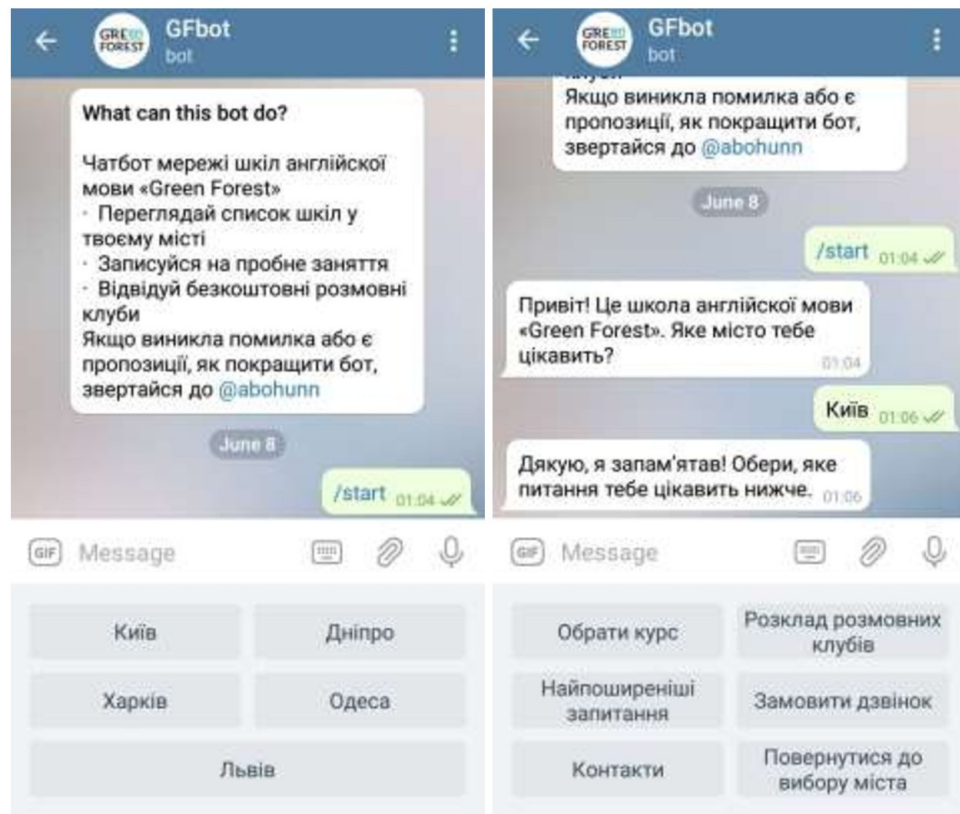 GREEN
FOREST
GFbot
bot
What can this bot do?
Чатбот мережі шкіл англійскої
мови «Green Forest»
· Переглядай список шкіл у
твоєму місті
· Записуйся на пробне заняття
· Відвідуй безкоштовні розмовні
клуби
Якщо виникла помилка або є
пропозиції, як покращити бот,
звертайся до @abohunn
June 8
/start 01:04
GIF Message
Київ
Дніпро
Харків
Одеса
Львів
GREEN
FOREST
GFbot
bot
Якщо виникла помилка або є
пропозиції, як покращити бот,
звертайся до @abohunn
June 8
/start 01:04
Привіт! Це школа англійскої мови
«Green Forest». Яке місто тебе
цікавить?
01:04
Київ 01:06
Дякую, я запам'ятав! Обери, яке
питання тебе цікавить нижче. 01:06
GIF Message
Обрати курс
Розклад розмовних
клубів
Найпоширеніші
запитання
Замовити дзвінок
Контакти
Повернутися до
вибору міста